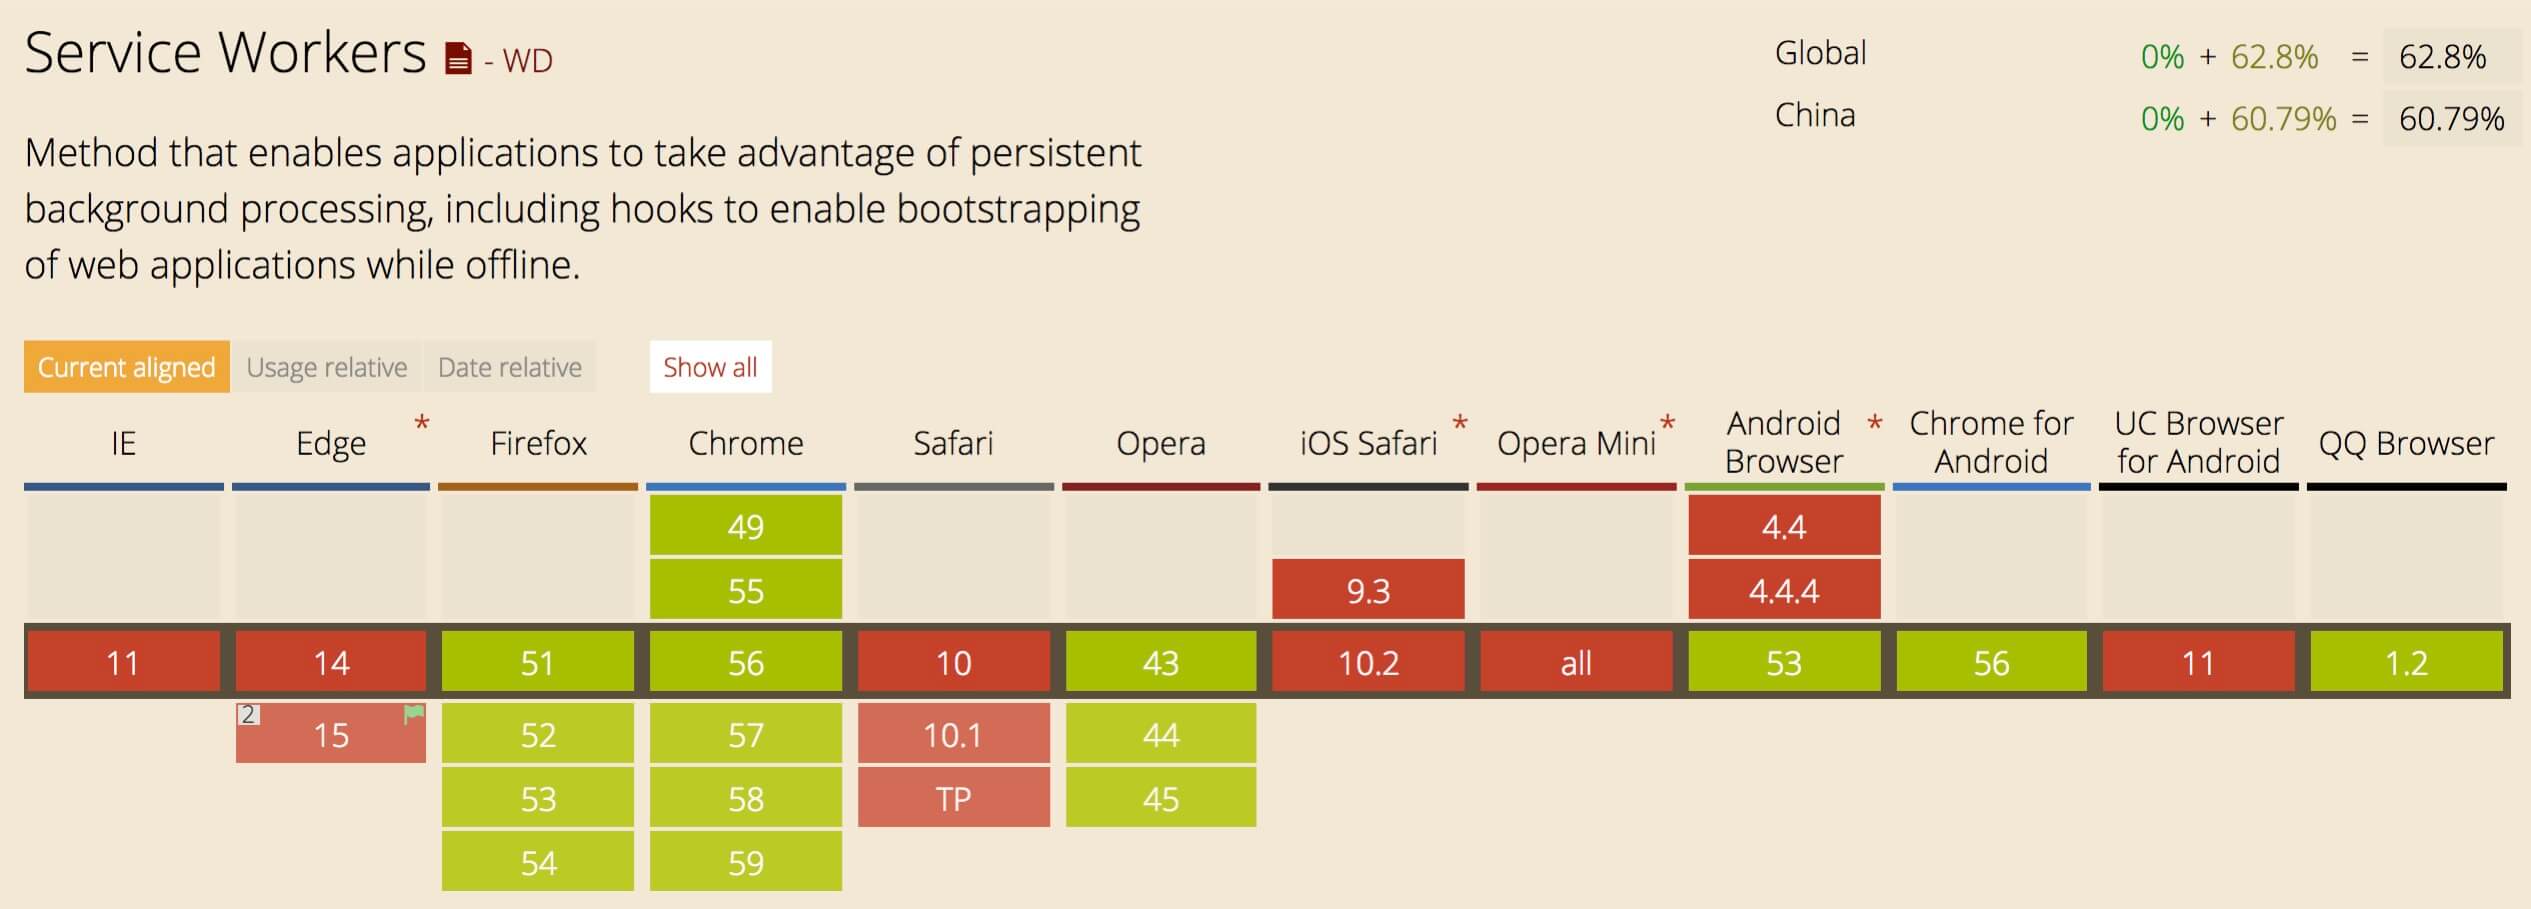 Service Workers - WD
Global 0% + 62.8% = 62.8%
China 0% + 60.79% = 60.79%
Method that enables applications to take advantage of persistent
background processing, including hooks to enable bootstrapping
of web applications while offline.
Current aligned Usage relative Date relative Show all
IE Edge * Firefox Chrome Safari Opera iOS Safari * Opera Mini * Android Browser * Chrome for Android UC Browser for Android QQ Browser
49 4.4
55 9.3 4.4.4
11 14 51 56 10 43 10.2 all 53 56 11 1.2
2 15 52 57 10.1 44
53 58 TP 45
54 59